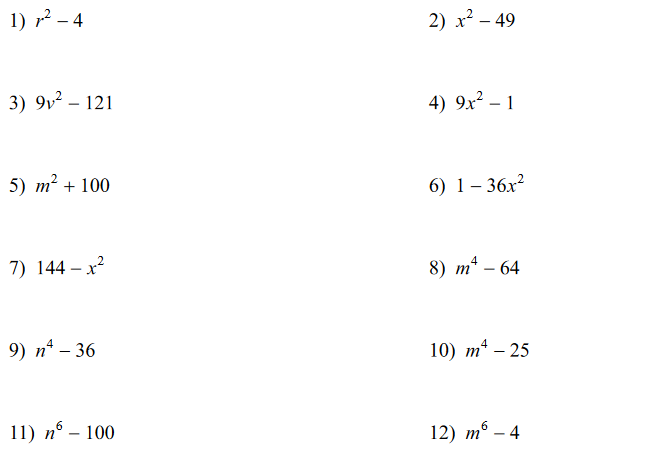 1) r² – 4
2) x² – 49
3) 9v² – 121
4) 9x² – 1
5) m² + 100
6) 1 – 36x²
7) 144 – x²
8) m⁴ – 64
9) n⁴ – 36
10) m⁴ – 25
11) n⁶ – 100
12) m⁶ – 4